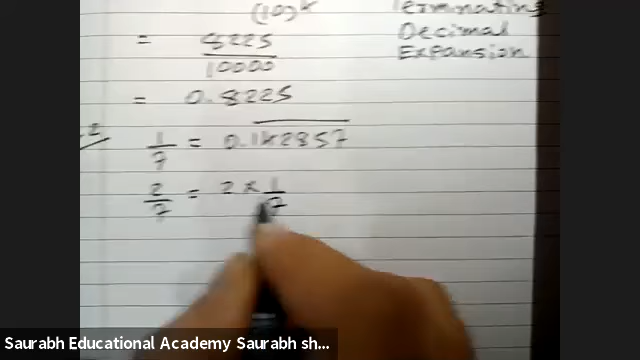 (10)^k Terminating
= 8225/10000 Decimal Expansion
= 0.8225
1/7 = 0.142857
2/7 = 2 × 1/7
Saurabh Educational Academy Saurabh sh...